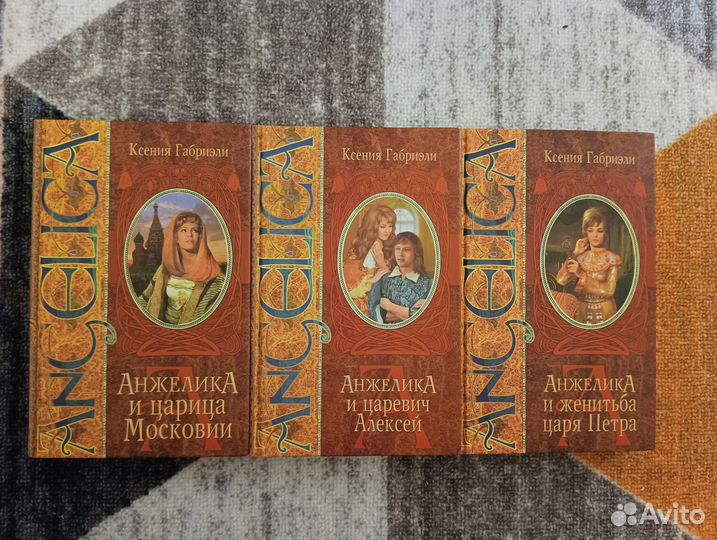 ANGELICA
Ксения Габриэли
Анжелика
и царица
Московии
ANGELICA
Ксения Габриэли
Анжелика
и царевич
Алексей
ANGELICA
Ксения Габриэли
Анжелика
и женитьба
царя Петра
Avito